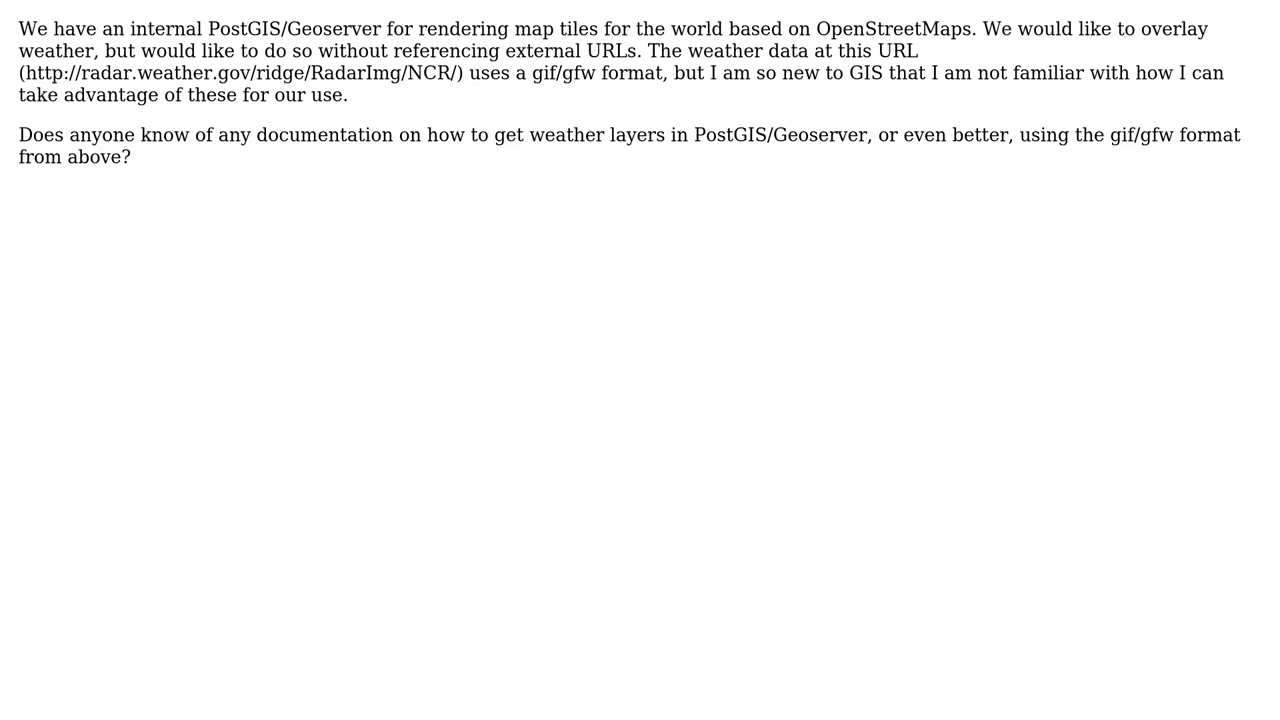 We have an internal PostGIS/Geoserver for rendering map tiles for the world based on OpenStreetMaps. We would like to overlay
weather, but would like to do so without referencing external URLs. The weather data at this URL
(http://radar.weather.gov/ridge/RadarImg/NCR/) uses a gif/gfw format, but I am so new to GIS that I am not familiar with how I can
take advantage of these for our use.
Does anyone know of any documentation on how to get weather layers in PostGIS/Geoserver, or even better, using the gif/gfw format
from above?